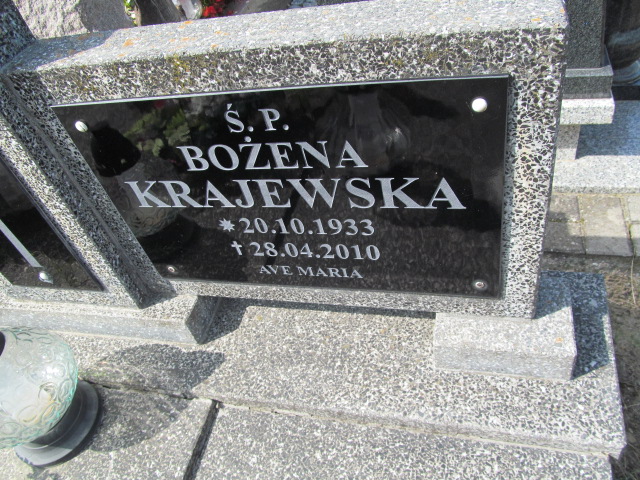 Ś. P.
BOŻENA
KRAJEWSKA
* 20.10.1933
† 28.04.2010
AVE MARIA